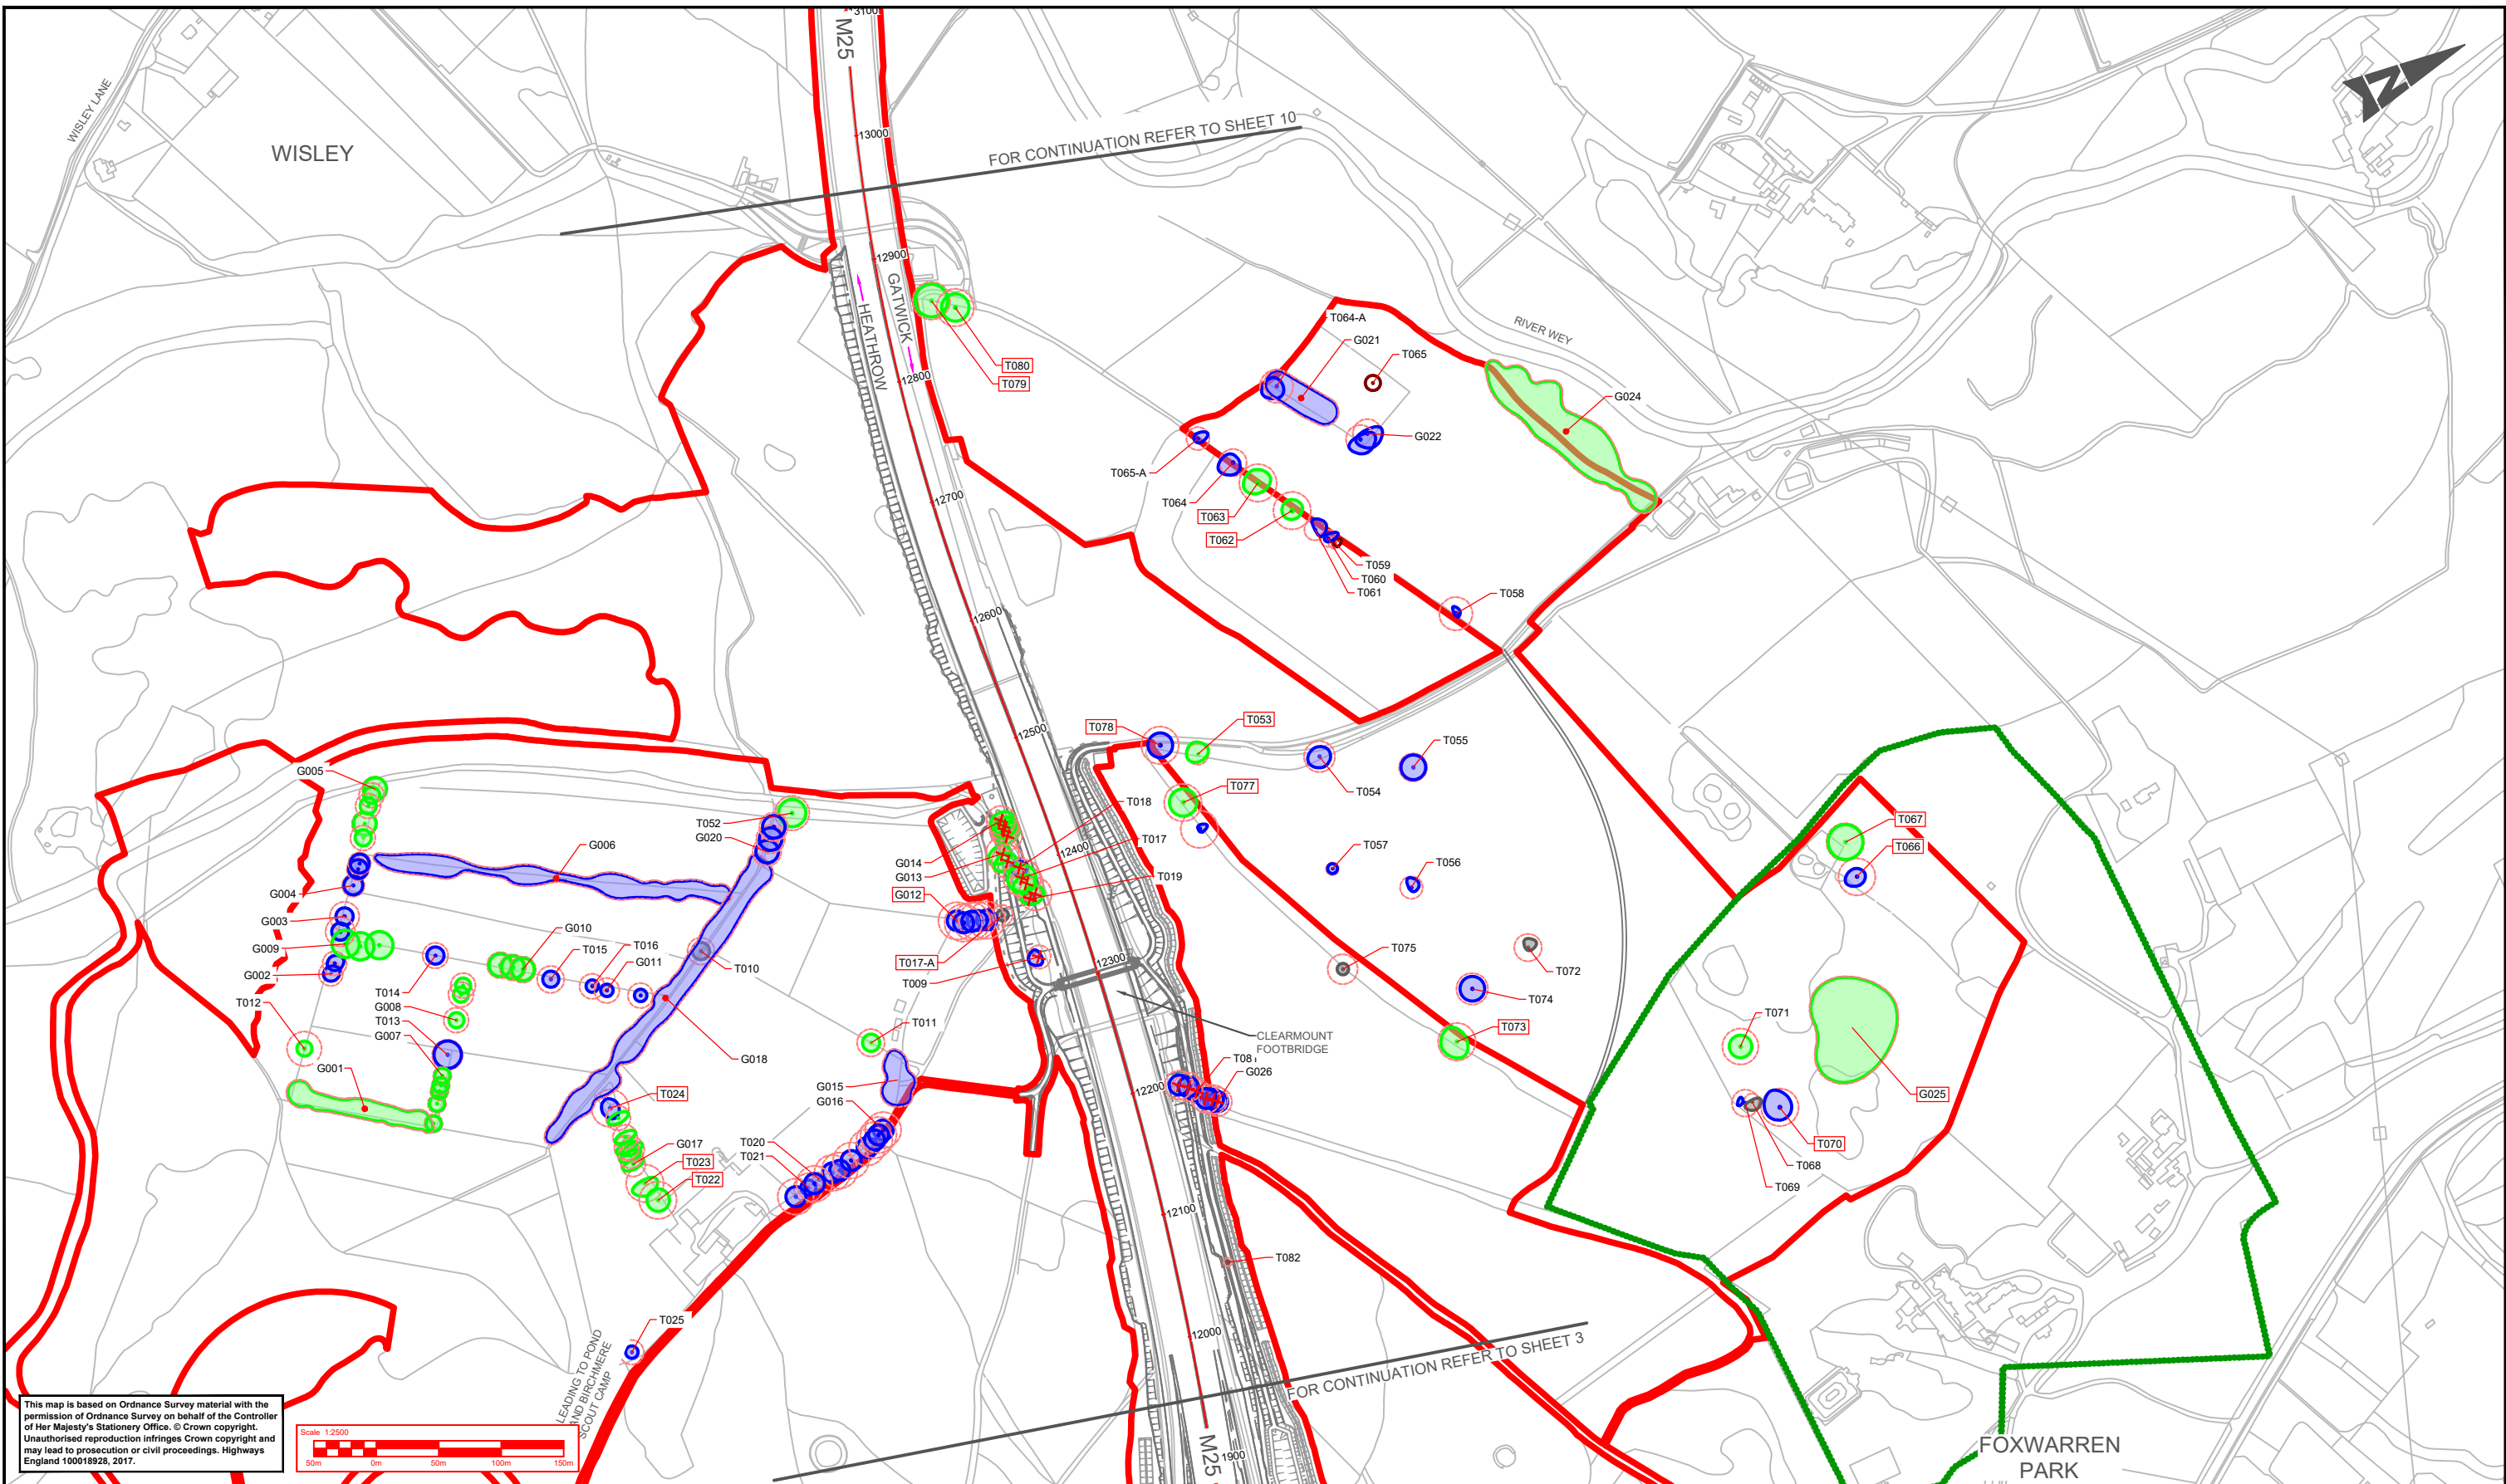 3100
M25
WISLEY LANE
WISLEY
13000
FOR CONTINUATION REFER TO SHEET 10
N
12900
GATWICK
HEATHROW
12800
T080
T079
T064-A
G021
T065
RIVER WEY
G024
G022
T065-A
T064
T063
T062
T059
T060
T061
T058
12700
12600
12500
T078
T053
T055
T054
T077
T018
T017
T019
12400
T057
T056
T067
T066
G005
G006
T052
G020
G014
G013
G012
G004
G003
G009
G010
T015
T016
G011
G002
T012
T014
G008
T013
G007
G001
T010
T017-A
T009
12300
T075
T072
T074
T073
T071
CLEARMOUNT
FOOTBRIDGE
T011
G018
G015
G016
T024
12200
T08
G026
G025
T070
T068
T069
G017
T023
T022
T020
T021
12100
T082
T025
12000
LEADING TO POND
AND BIRCHMERE
SCOUT CAMP
FOR CONTINUATION REFER TO SHEET 3
M25
1900
FOXWARREN
PARK
This map is based on Ordnance Survey material with the
permission of Ordnance Survey on behalf of the Controller
of Her Majesty's Stationery Office. © Crown copyright.
Unauthorised reproduction infringes Crown copyright and
may lead to prosecution or civil proceedings. Highways
England 100018928, 2017.
Scale 1:2500
50m 0m 50m 100m 150m